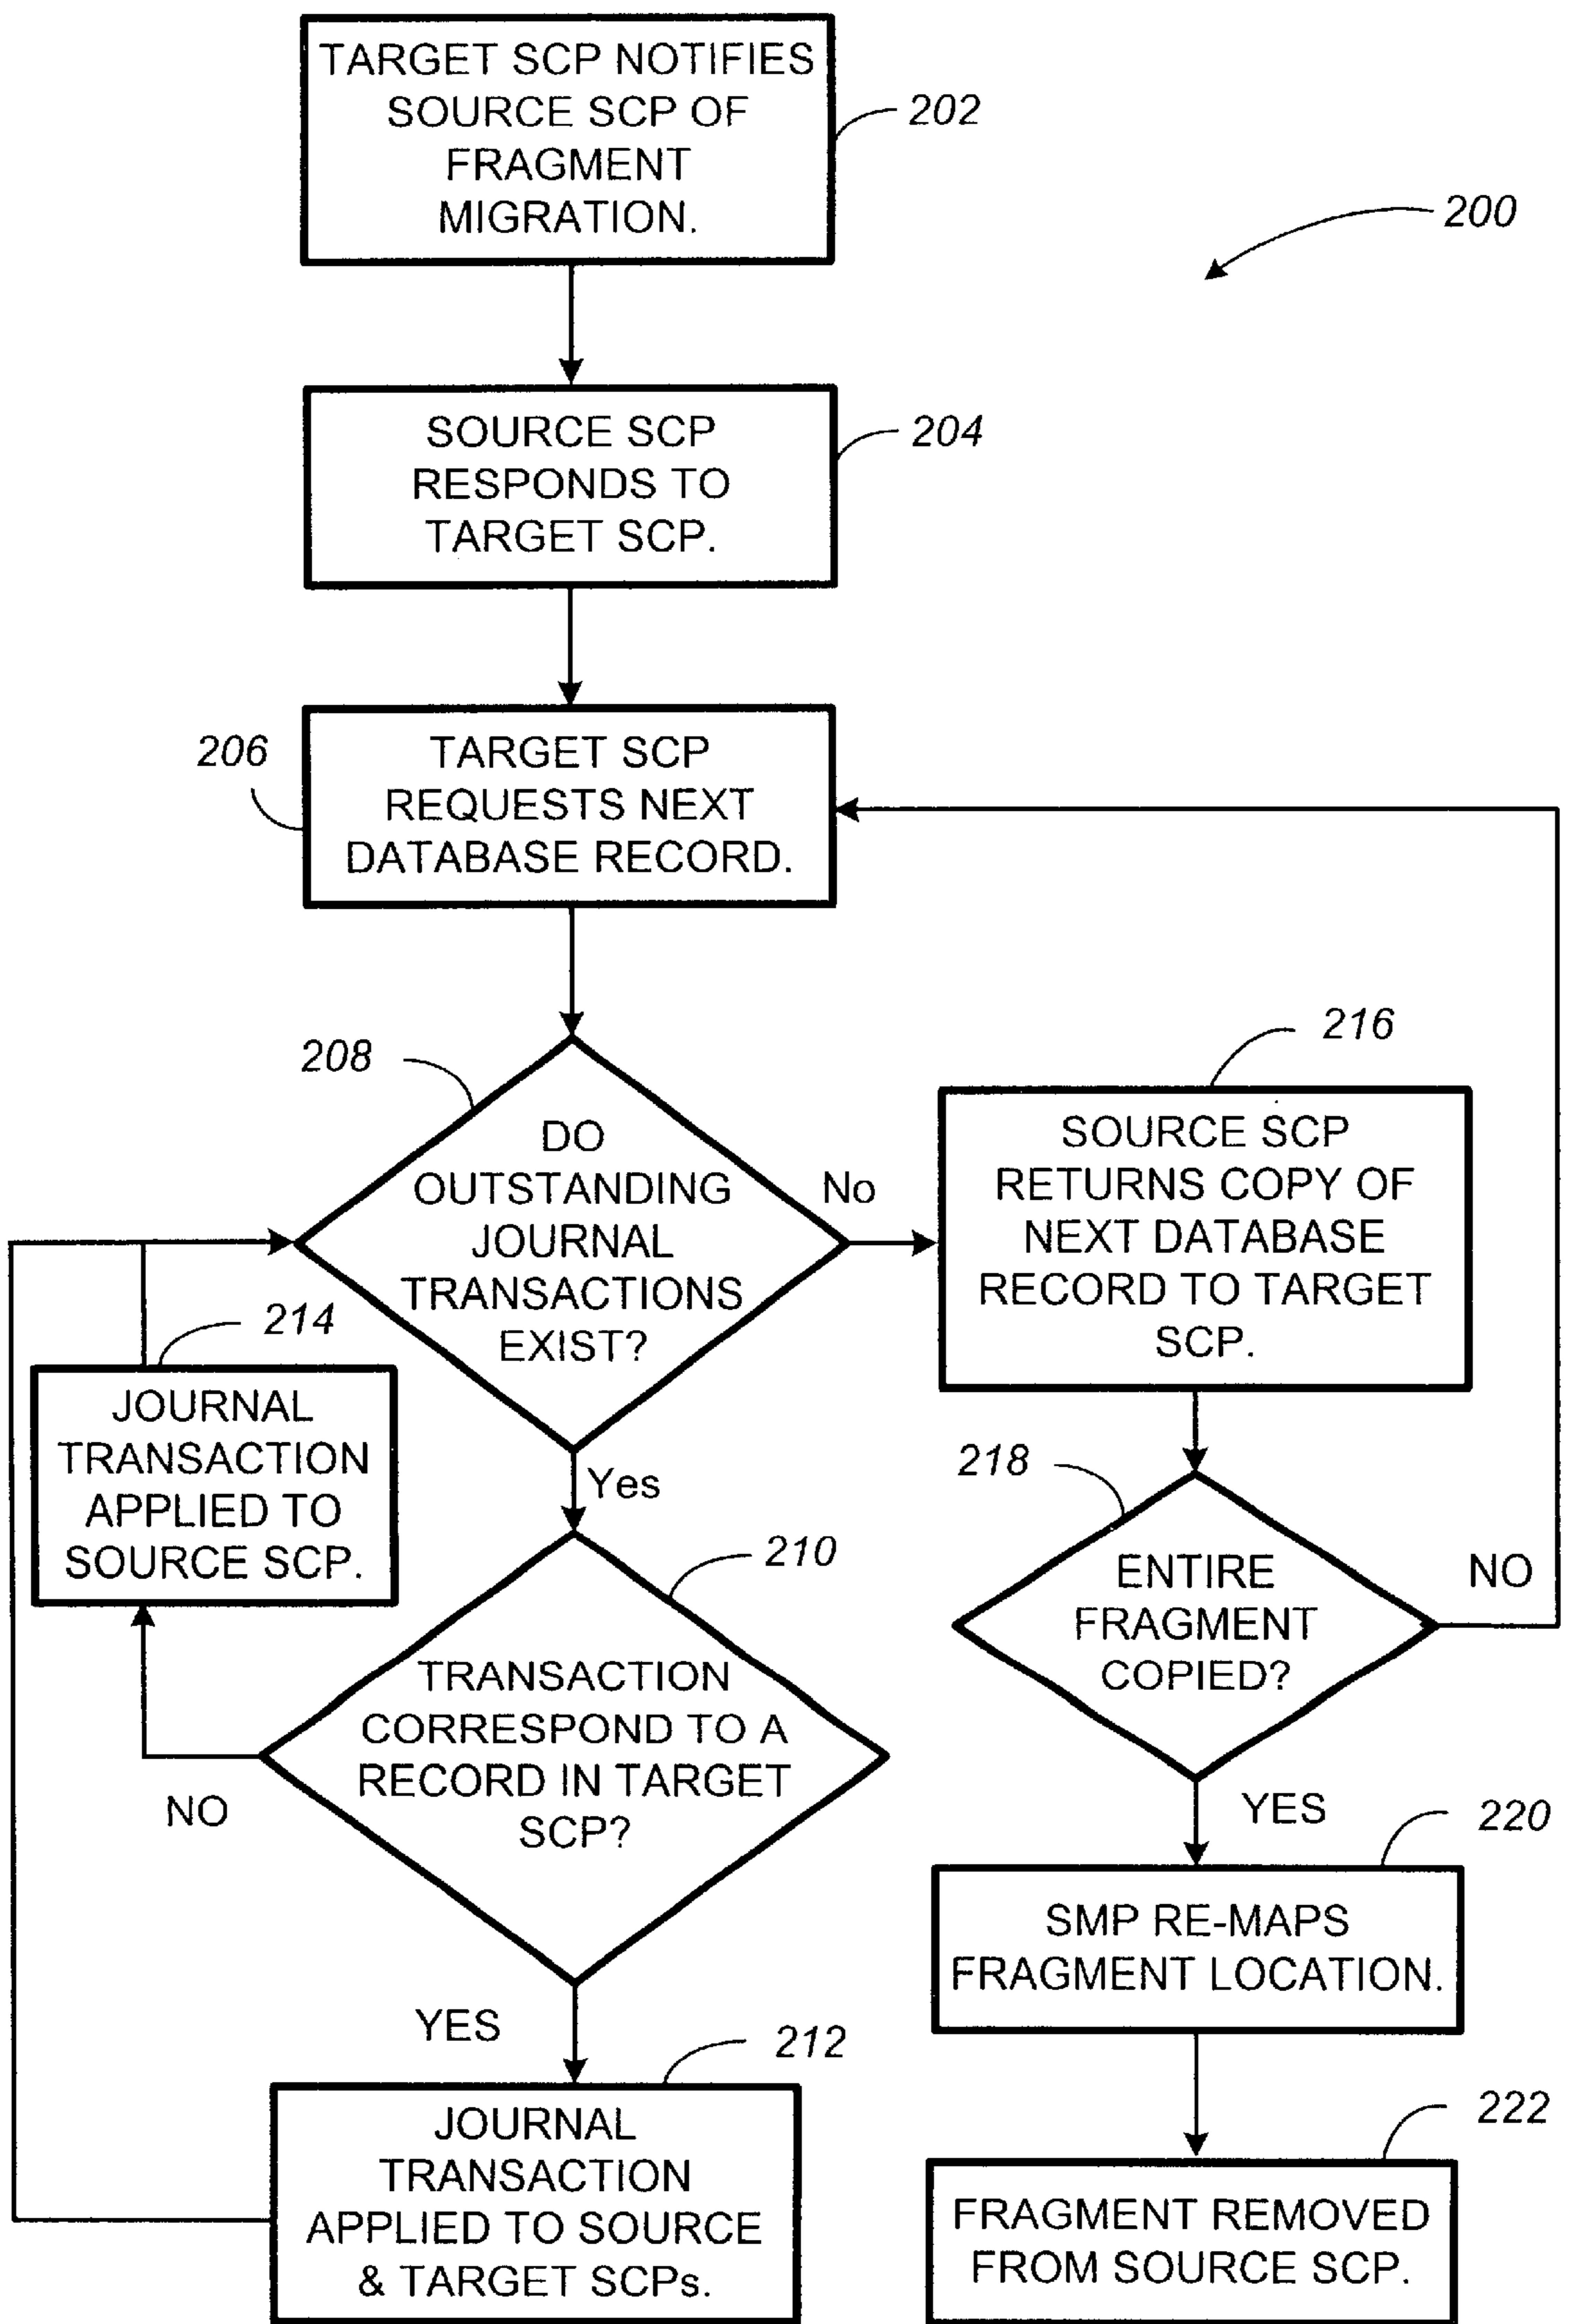 TARGET SCP NOTIFIES
SOURCE SCP OF
FRAGMENT
MIGRATION.
202
200
SOURCE SCP
RESPONDS TO
TARGET SCP.
204
206
TARGET SCP
REQUESTS NEXT
DATABASE RECORD.
208
DO
OUTSTANDING
JOURNAL
TRANSACTIONS
EXIST?
No
Yes
216
SOURCE SCP
RETURNS COPY OF
NEXT DATABASE
RECORD TO TARGET
SCP.
214
JOURNAL
TRANSACTION
APPLIED TO
SOURCE SCP.
210
TRANSACTION
CORRESPOND TO A
RECORD IN TARGET
SCP?
NO
YES
218
ENTIRE
FRAGMENT
COPIED?
NO
YES
220
SMP RE-MAPS
FRAGMENT LOCATION.
212
JOURNAL
TRANSACTION
APPLIED TO SOURCE
& TARGET SCPs.
222
FRAGMENT REMOVED
FROM SOURCE SCP.